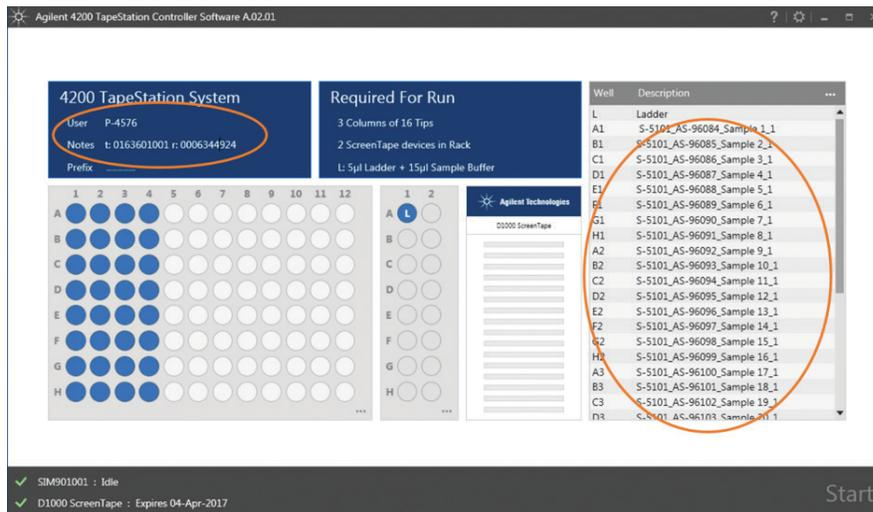 Agilent 4200 TapeStation Controller Software A.02.01
?
4200 TapeStation System
User P-4576
Notes t: 0163601001 r: 0006344924
Prefix
Required For Run
3 Columns of 16 Tips
2 ScreenTape devices in Rack
L: 5µl Ladder + 15µl Sample Buffer
1 2 3 4 5 6 7 8 9 10 11 12
A
B
C
D
E
F
G
H
...
1 2
A L
B
C
D
E
F
G
H
...
Agilent Technologies
D1000 ScreenTape
Well Description ...
L Ladder
A1 S-5101_AS-96084_Sample 1_1
B1 S-5101_AS-96085_Sample 2_1
C1 S-5101_AS-96086_Sample 3_1
D1 S-5101_AS-96087_Sample 4_1
E1 S-5101_AS-96088_Sample 5_1
F1 S-5101_AS-96089_Sample 6_1
G1 S-5101_AS-96090_Sample 7_1
H1 S-5101_AS-96091_Sample 8_1
A2 S-5101_AS-96092_Sample 9_1
B2 S-5101_AS-96093_Sample 10_1
C2 S-5101_AS-96094_Sample 11_1
D2 S-5101_AS-96095_Sample 12_1
E2 S-5101_AS-96096_Sample 13_1
F2 S-5101_AS-96097_Sample 14_1
G2 S-5101_AS-96098_Sample 15_1
H2 S-5101_AS-96099_Sample 16_1
A3 S-5101_AS-96100_Sample 17_1
B3 S-5101_AS-96101_Sample 18_1
C3 S-5101_AS-96102_Sample 19_1
D3 S-5101_AS-96103_Sample 20_1
SIM901001 : Idle
D1000 ScreenTape : Expires 04-Apr-2017
Start